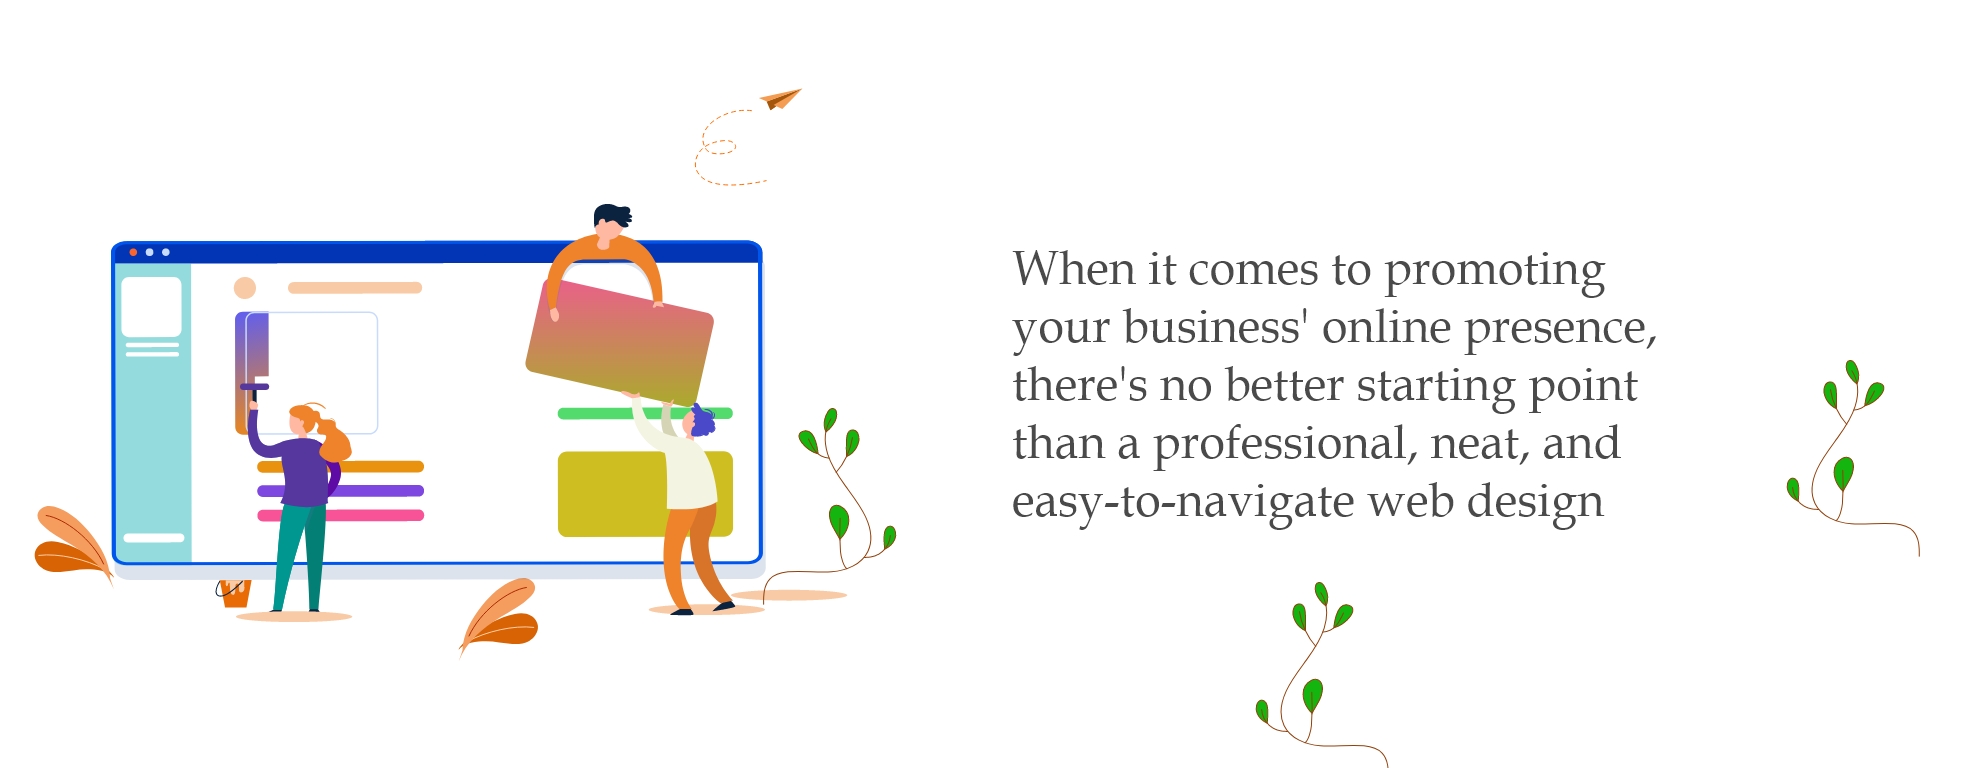 When it comes to promoting
your business' online presence,
there's no better starting point
than a professional, neat, and
easy-to-navigate web design